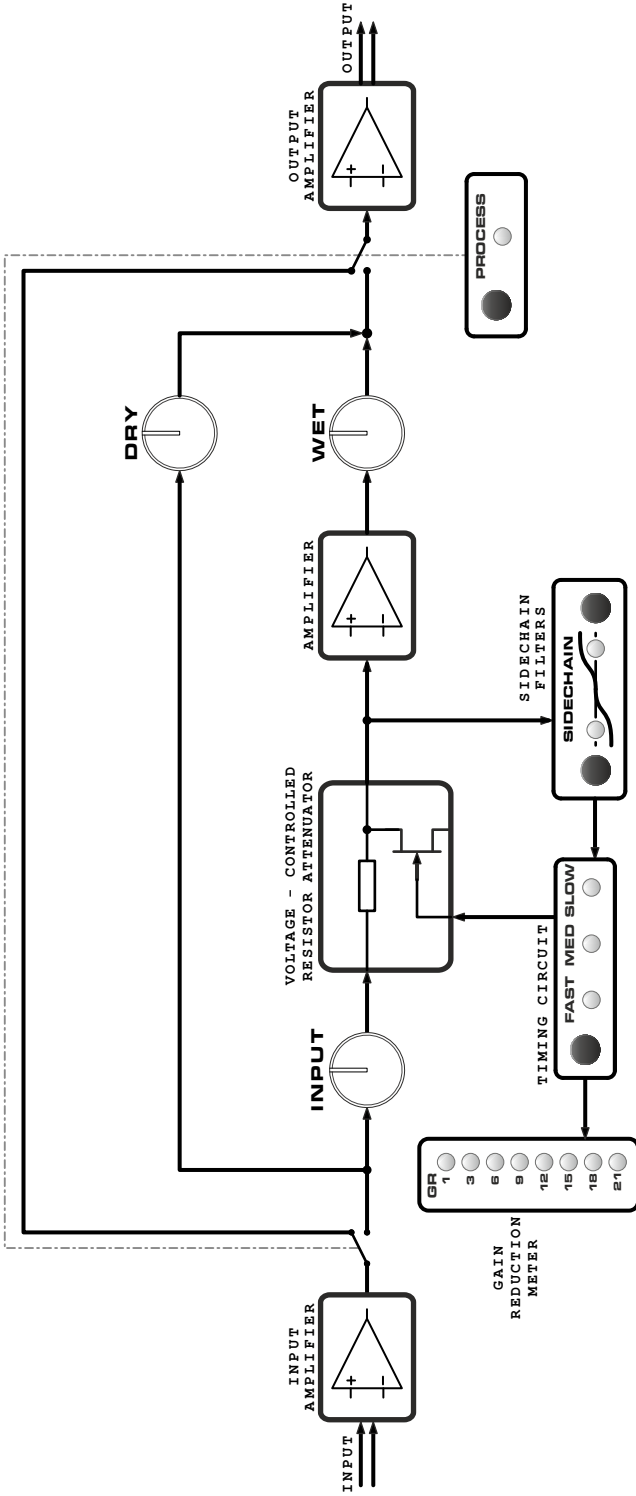 INPUT
INPUT
AMPLIFIER
INPUT
VOLTAGE - CONTROLLED
RESISTOR ATTENUATOR
AMPLIFIER
DRY
WET
OUTPUT
AMPLIFIER
OUTPUT
GAIN
REDUCTION
METER
GR
1
3
6
9
12
15
18
21
TIMING CIRCUIT
FAST MED SLOW
SIDECHAIN
FILTERS
SIDECHAIN
PROCESS